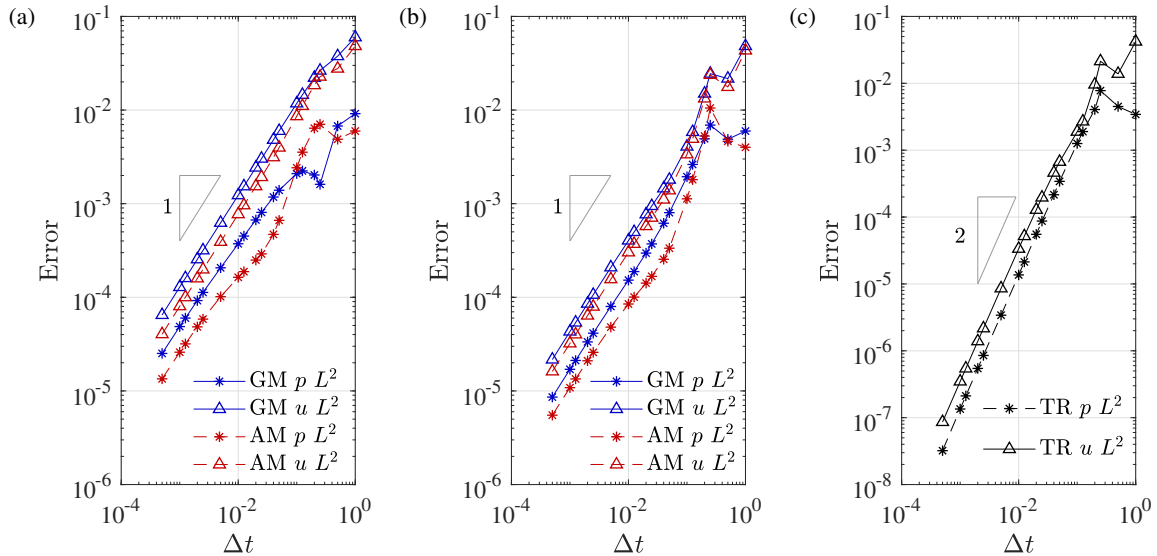 (a)
10^-1
10^-2
10^-3
10^-4
10^-5
10^-6
Error
1
GM p L^2
GM u L^2
AM p L^2
AM u L^2
10^-4
10^-2
10^0
Δt
(b)
10^-1
10^-2
10^-3
10^-4
10^-5
10^-6
Error
1
GM p L^2
GM u L^2
AM p L^2
AM u L^2
10^-4
10^-2
10^0
Δt
(c)
10^-1
10^-2
10^-3
10^-4
10^-5
10^-6
10^-7
10^-8
Error
2
TR p L^2
TR u L^2
10^-4
10^-2
10^0
Δt